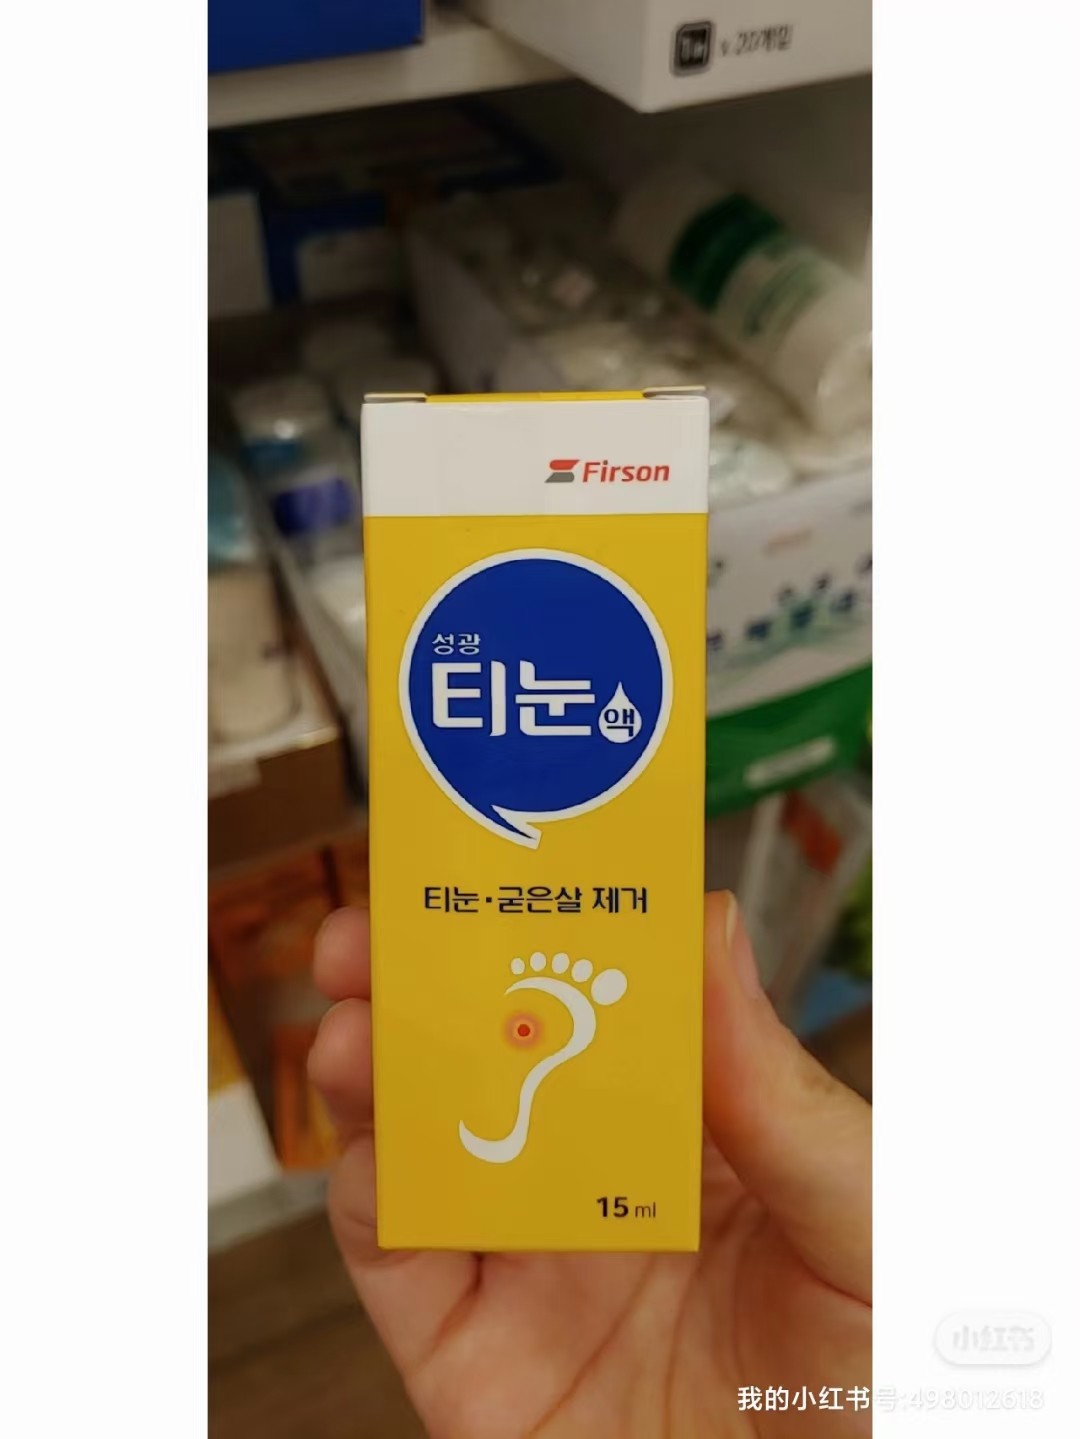 Firson
성광
티눈액
티눈·굳은살 제거
15 ml
小红书
我的小红书号:498012618